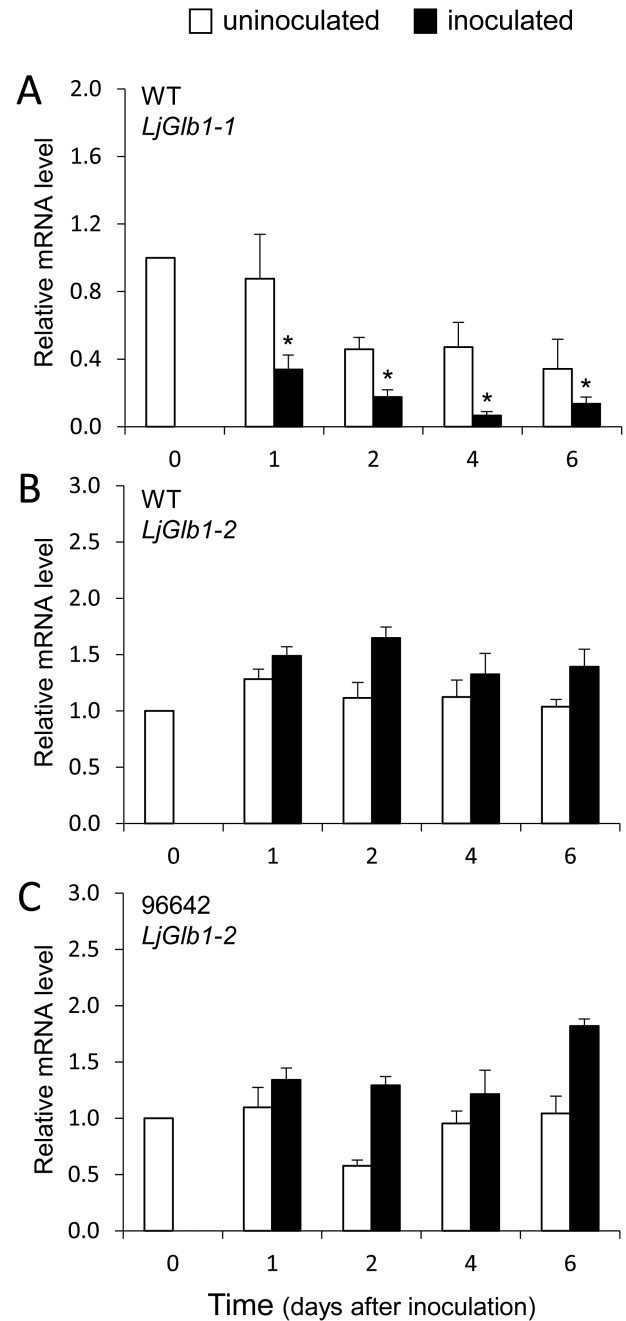 uninoculated inoculated
A
WT
LjGlb1-1
Relative mRNA level
2.0
1.6
1.2
0.8
0.4
0.0
* * * *
0 1 2 4 6
B
WT
LjGlb1-2
Relative mRNA level
3.0
2.5
2.0
1.5
1.0
0.5
0.0
0 1 2 4 6
C
96642
LjGlb1-2
Relative mRNA level
3.0
2.5
2.0
1.5
1.0
0.5
0.0
0 1 2 4 6
Time (days after inoculation)